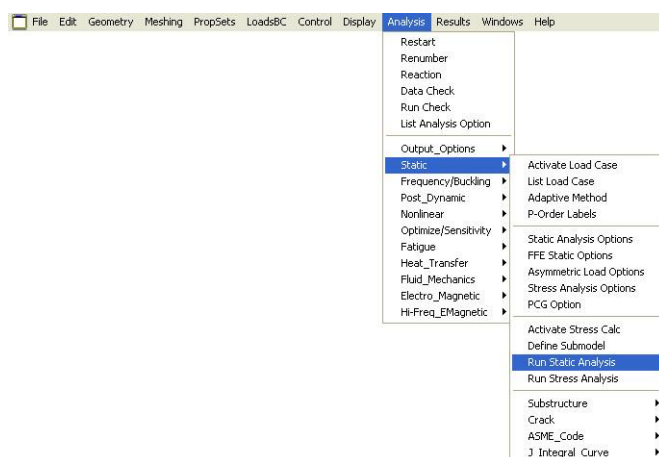 File Edit Geometry Meshing PropSets LoadsBC Control Display Analysis Results Windows Help
Restart
Renumber
Reaction
Data Check
Run Check
List Analysis Option
Output_Options
Static
Frequency/Buckling
Post_Dynamic
Nonlinear
Optimize/Sensitivity
Fatigue
Heat_Transfer
Fluid_Mechanics
Electro_Magnetic
Hi-Freq_EMagnetic
Activate Load Case
List Load Case
Adaptive Method
P-Order Labels
Static Analysis Options
FFE Static Options
Asymmetric Load Options
Stress Analysis Options
PCG Option
Activate Stress Calc
Define Submodel
Run Static Analysis
Run Stress Analysis
Substructure
Crack
ASME_Code
J_Integral_Curve